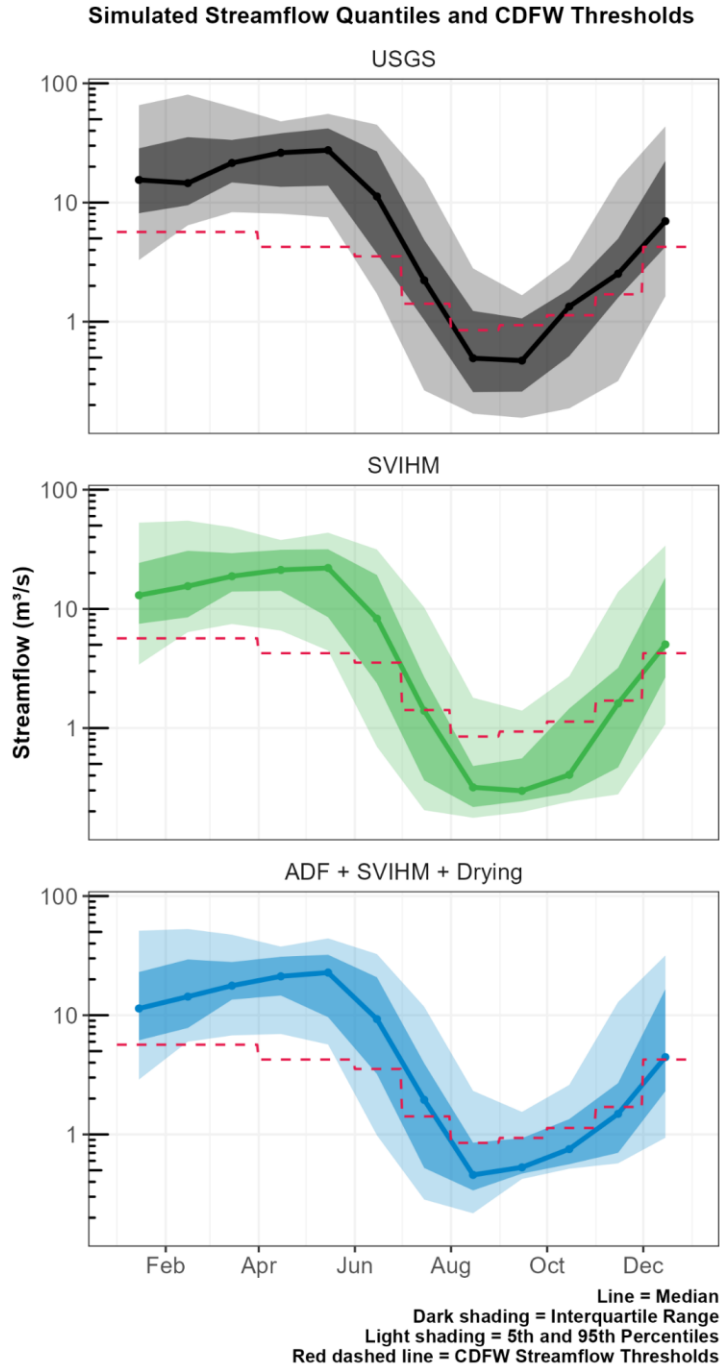 Simulated Streamflow Quantiles and CDFW Thresholds
USGS
100
10
1
SVIHM
100
10
1
Streamflow (m³/s)
ADF + SVIHM + Drying
100
10
1
Feb Apr Jun Aug Oct Dec
Line = Median
Dark shading = Interquartile Range
Light shading = 5th and 95th Percentiles
Red dashed line = CDFW Streamflow Thresholds